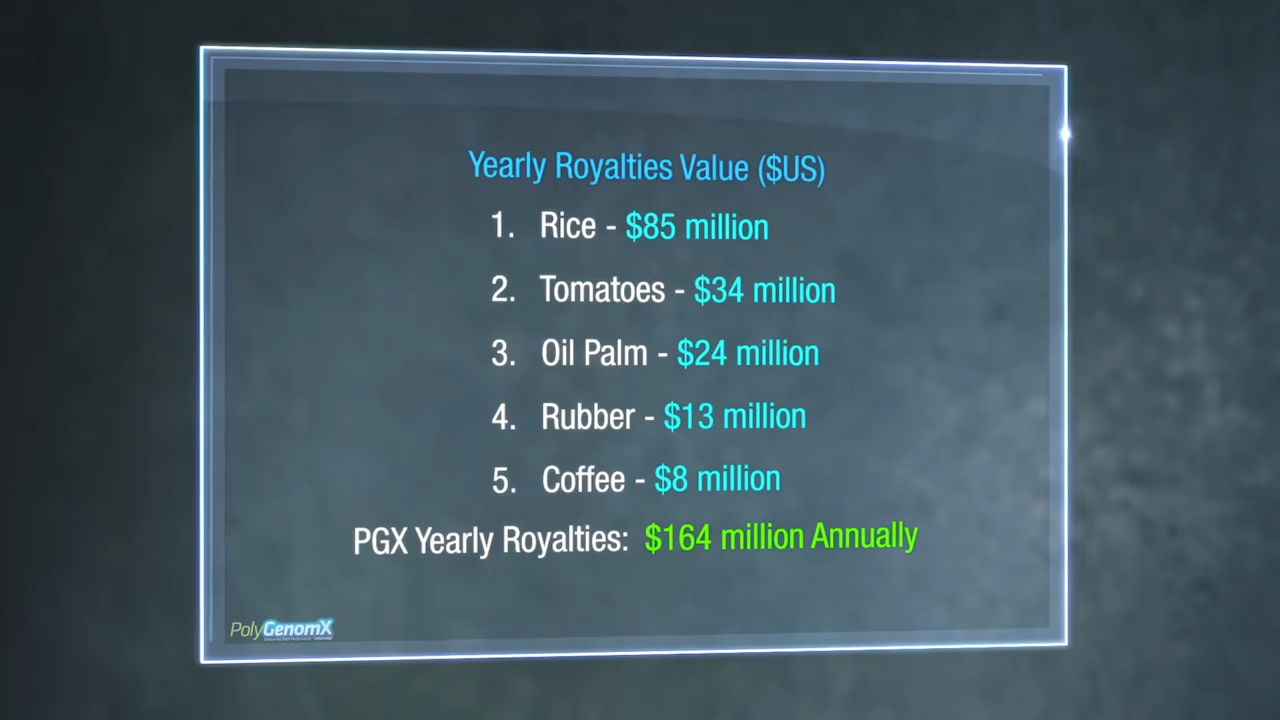 Yearly Royalties Value ($US)
1. Rice - $85 million
2. Tomatoes - $34 million
3. Oil Palm - $24 million
4. Rubber - $13 million
5. Coffee - $8 million
PGX Yearly Royalties: $164 million Annually
PolyGenomX